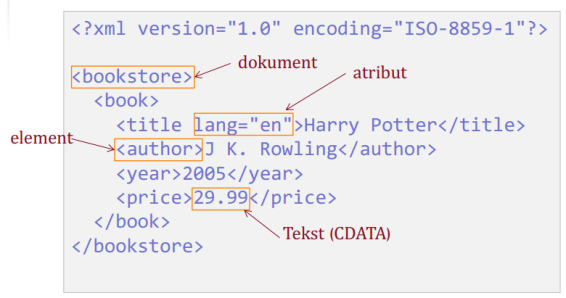 <?xml version="1.0" encoding="ISO-8859-1"?>
dokument
<bookstore>
atribut
<book>
<title lang="en">Harry Potter</title>
element
<author>J K. Rowling</author>
<year>2005</year>
<price>29.99</price>
</book>
Tekst (CDATA)
</bookstore>